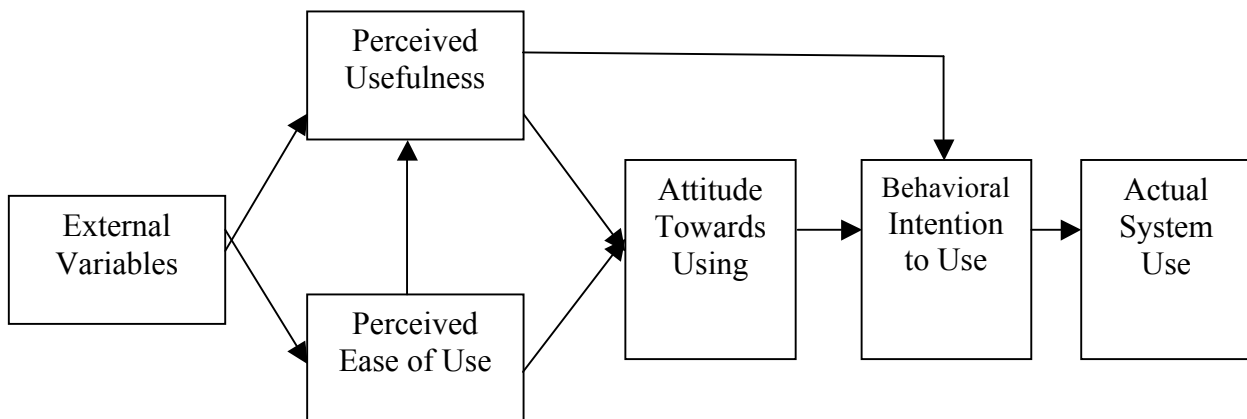 Perceived
Usefulness
External
Variables
Perceived
Ease of Use
Attitude
Towards
Using
Behavioral
Intention
to Use
Actual
System
Use